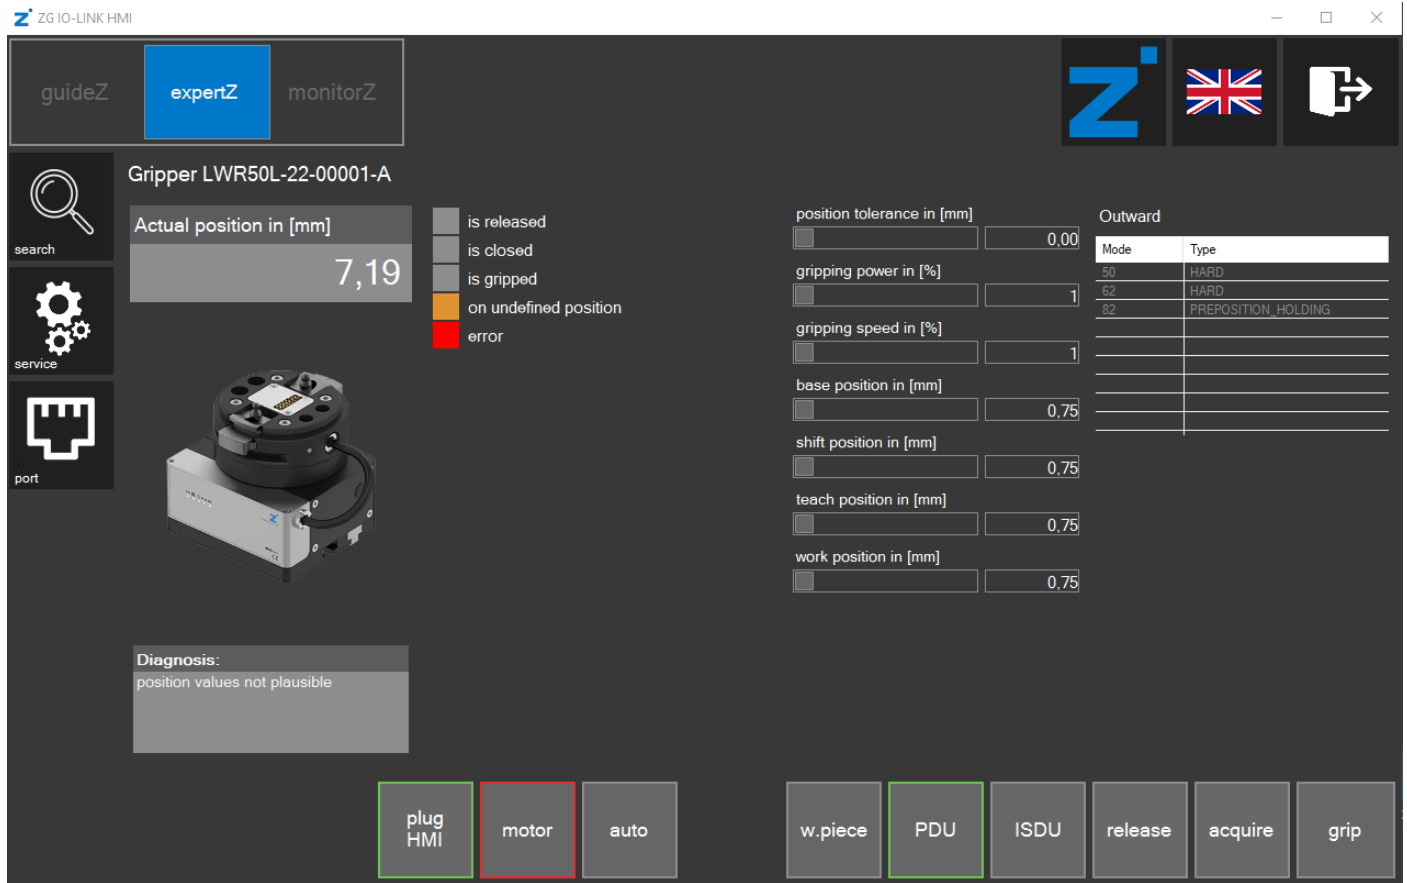 ZG IO-LINK HMI
guideZ
expertZ
monitorZ
search
service
port
Gripper LWR50L-22-00001-A
Actual position in [mm]
7,19
is released
is closed
is gripped
on undefined position
error
Diagnosis:
position values not plausible
position tolerance in [mm]
0,00
gripping power in [%]
1
gripping speed in [%]
1
base position in [mm]
0,75
shift position in [mm]
0,75
teach position in [mm]
0,75
work position in [mm]
0,75
Outward
Mode Type
50 HARD
62 HARD
82 PREPOSITION_HOLDING
plug
HMI
motor
auto
w.piece
PDU
ISDU
release
acquire
grip